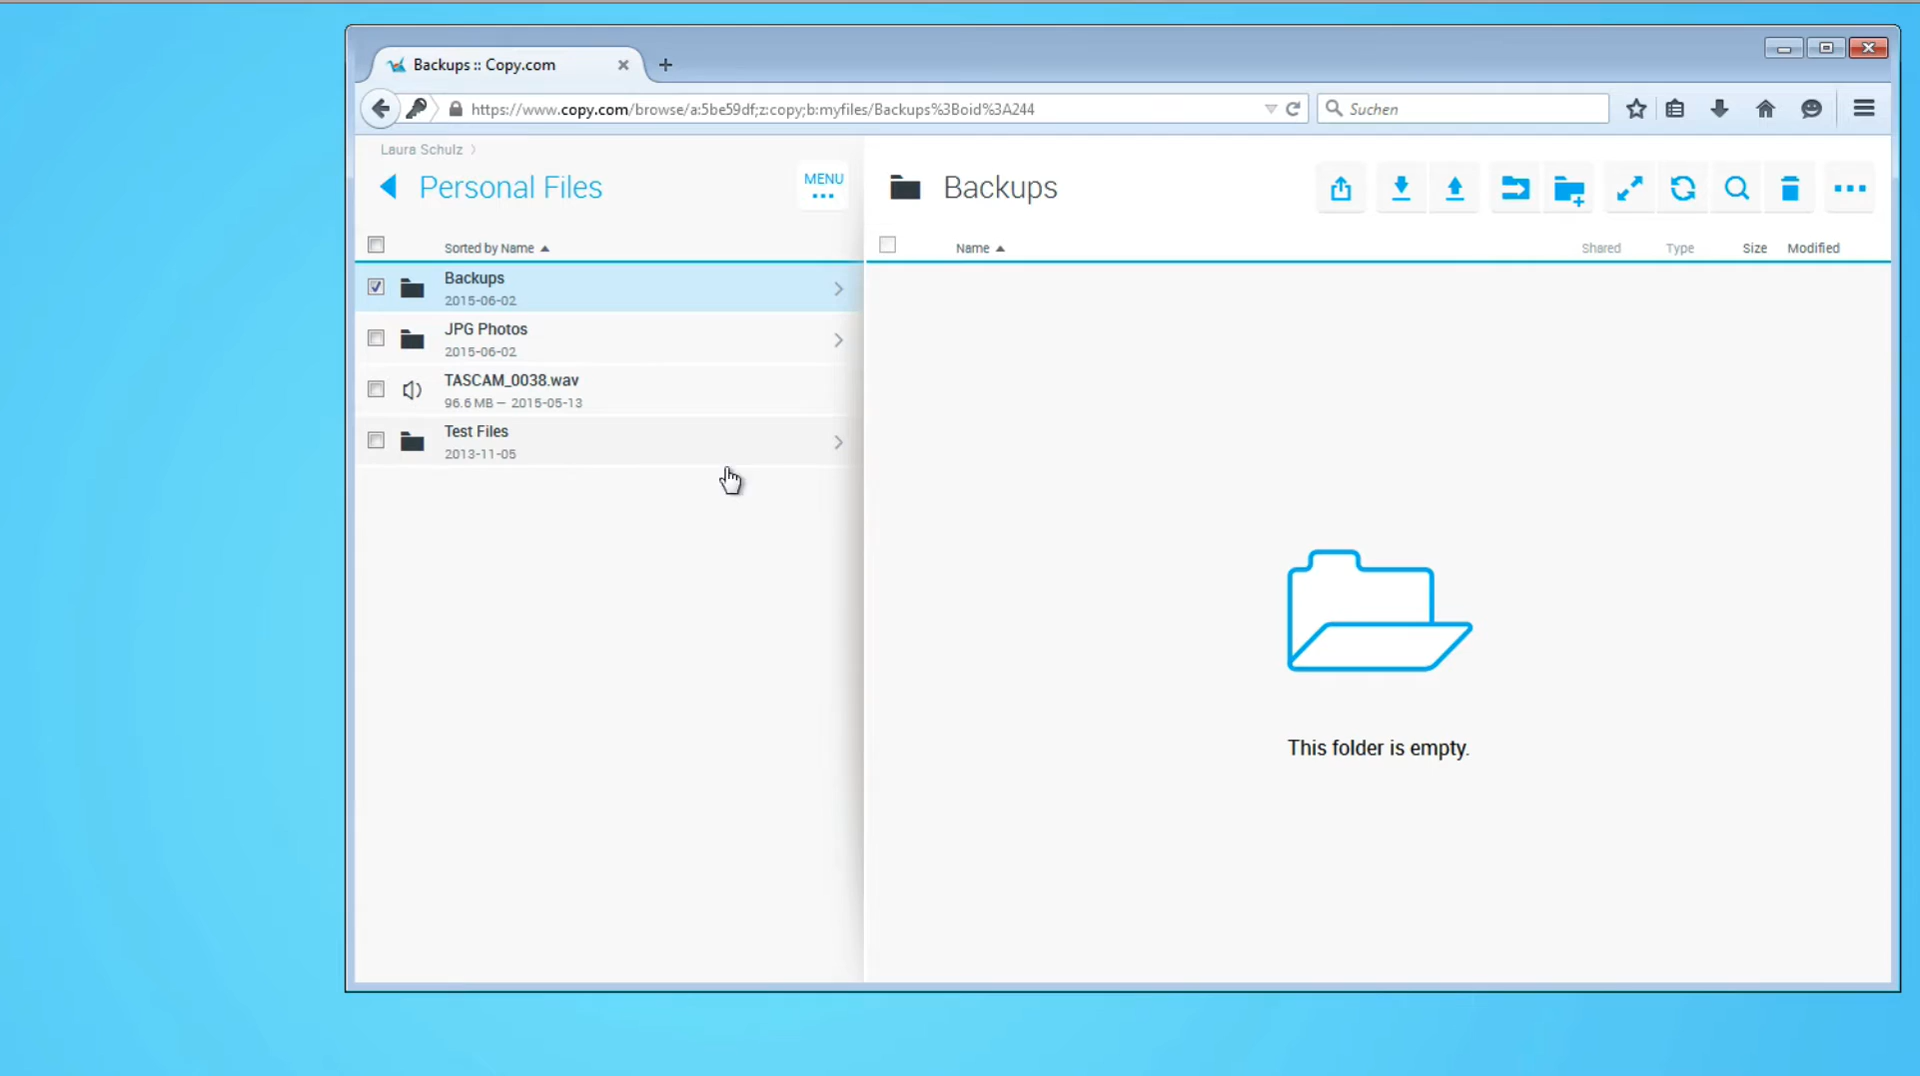 Backups :: Copy.com
https://www.copy.com/browse/a:5be59df;z:copy;b:myfiles/Backups%3Boid%3A244
Suchen
Laura Schulz
Personal Files
MENU
Backups
Sorted by Name
Name
Shared
Type
Size
Modified
Backups
2015-06-02
JPG Photos
2015-06-02
TASCAM_0038.wav
96.6 MB — 2015-05-13
Test Files
2013-11-05
This folder is empty.